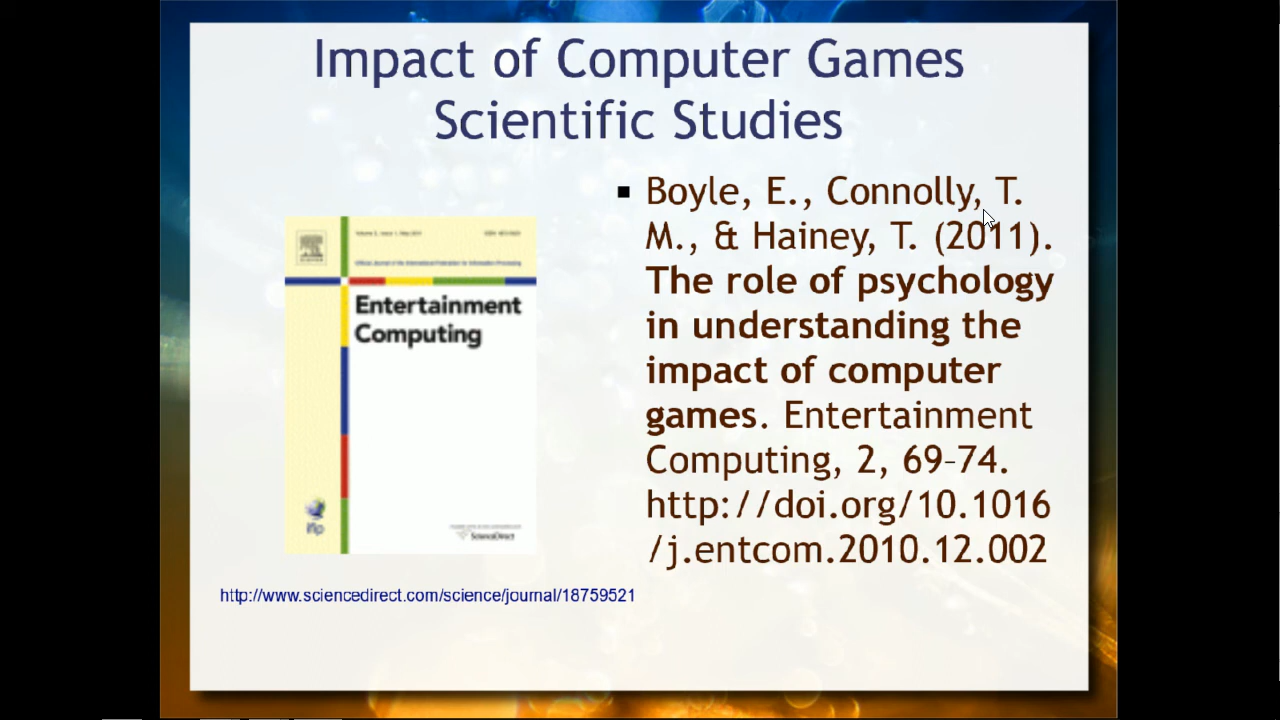 Impact of Computer Games
Scientific Studies
▪ Boyle, E., Connolly, T.
M., & Hainey, T. (2011).
The role of psychology
in understanding the
impact of computer
games. Entertainment
Computing, 2, 69–74.
http://doi.org/10.1016
/j.entcom.2010.12.002
Entertainment
Computing
ScienceDirect
http://www.sciencedirect.com/science/journal/18759521